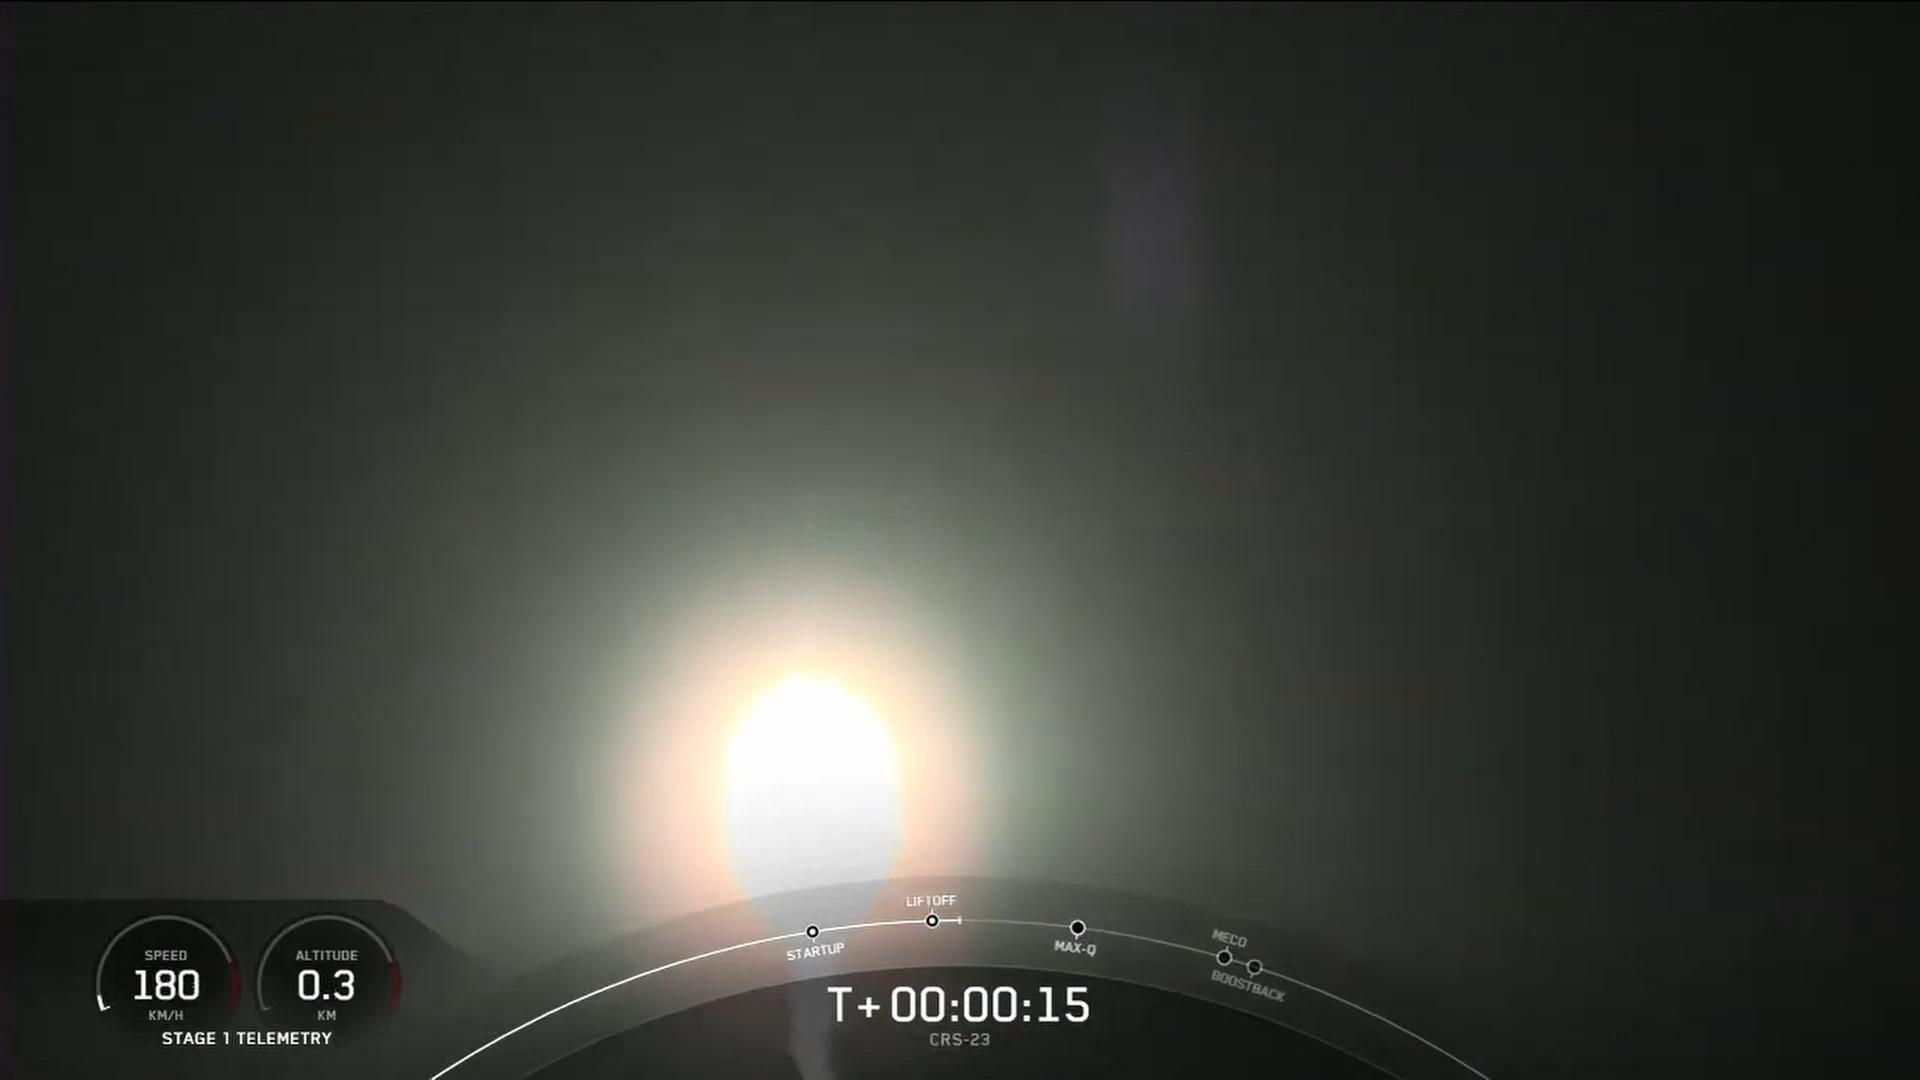 LIFTOFF
STARTUP
MAX-Q
MECO
BOOSTBACK
SPEED
180
KM/H
ALTITUDE
0.3
KM
STAGE 1 TELEMETRY
T+00:00:15
CRS-23